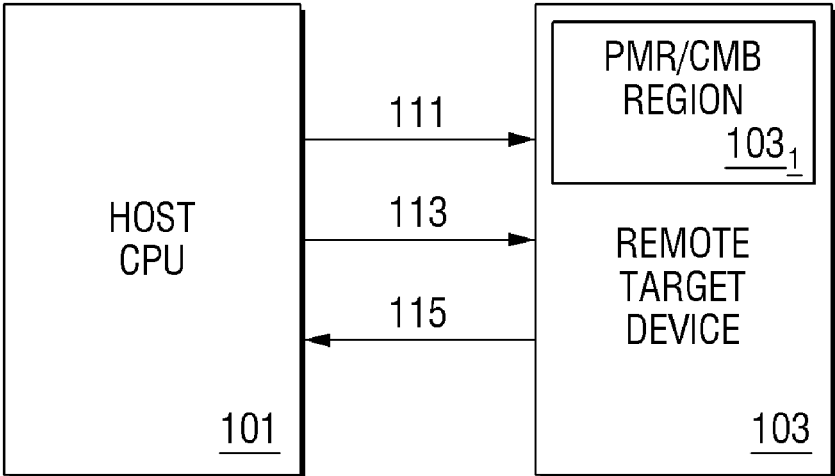 HOST
CPU
101
111
113
115
PMR/CMB
REGION
103₁
REMOTE
TARGET
DEVICE
103